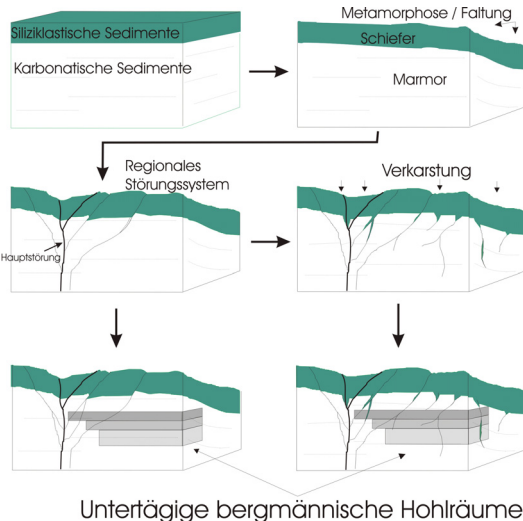 Siliziklastische Sedimente
Karbonatische Sedimente
Metamorphose / Faltung
Schiefer
Marmor
Regionales
Störungssystem
Hauptstörung
Verkarstung
Untertägige bergmännische Hohlräume